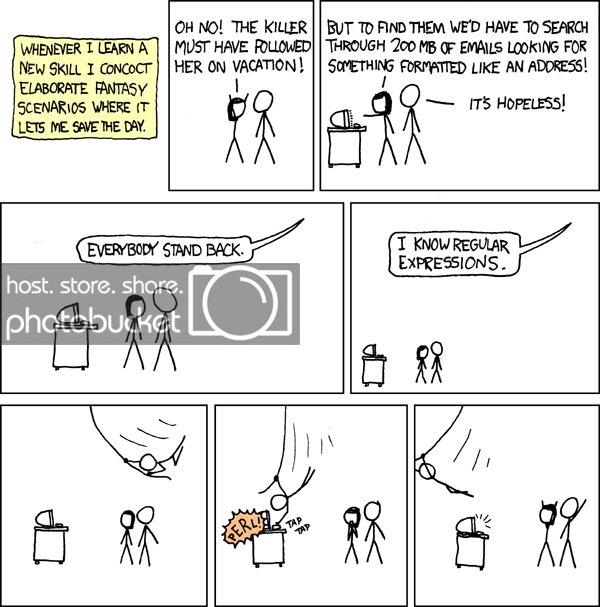 WHENEVER I LEARN A
NEW SKILL I CONCOCT
ELABORATE FANTASY
SCENARIOS WHERE IT
LETS ME SAVE THE DAY.
OH NO! THE KILLER
MUST HAVE FOLLOWED
HER ON VACATION!
BUT TO FIND THEM WE'D HAVE TO SEARCH
THROUGH 200 MB OF EMAILS LOOKING FOR
SOMETHING FORMATTED LIKE AN ADDRESS!
IT'S HOPELESS!
EVERYBODY STAND BACK.
I KNOW REGULAR
EXPRESSIONS.
host. store. share.
photobucket
PERL!
TAP
TAP